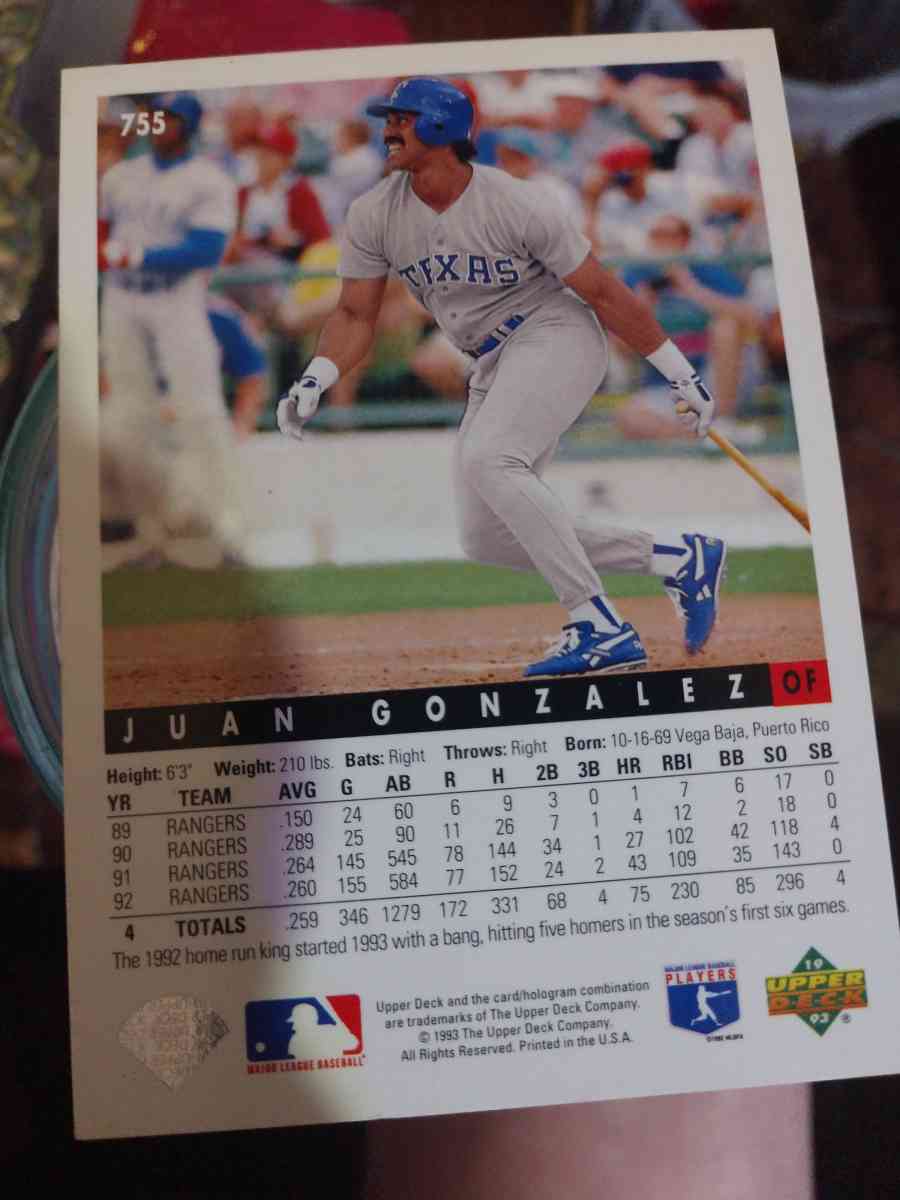 755
TEXAS
JUAN GONZALEZ OF
Height: 6'3" Weight: 210 lbs. Bats: Right Throws: Right Born: 10-16-69 Vega Baja, Puerto Rico
YR TEAM AVG G AB R H 2B 3B HR RBI BB SO SB
89 RANGERS .150 24 60 6 9 3 0 1 7 6 17 0
90 RANGERS .289 25 90 11 26 7 1 4 12 2 18 0
91 RANGERS .264 145 545 78 144 34 1 27 102 42 118 4
92 RANGERS .260 155 584 77 152 24 2 43 109 35 143 0
4 TOTALS .259 346 1279 172 331 68 4 75 230 85 296 4
The 1992 home run king started 1993 with a bang, hitting five homers in the season's first six games.
MAJOR LEAGUE BASEBALL®
Upper Deck and the card/hologram combination
are trademarks of The Upper Deck Company.
© 1993 The Upper Deck Company.
All Rights Reserved. Printed in the U.S.A.
MAJOR LEAGUE BASEBALL
PLAYERS
19
UPPER
DECK
93 ®